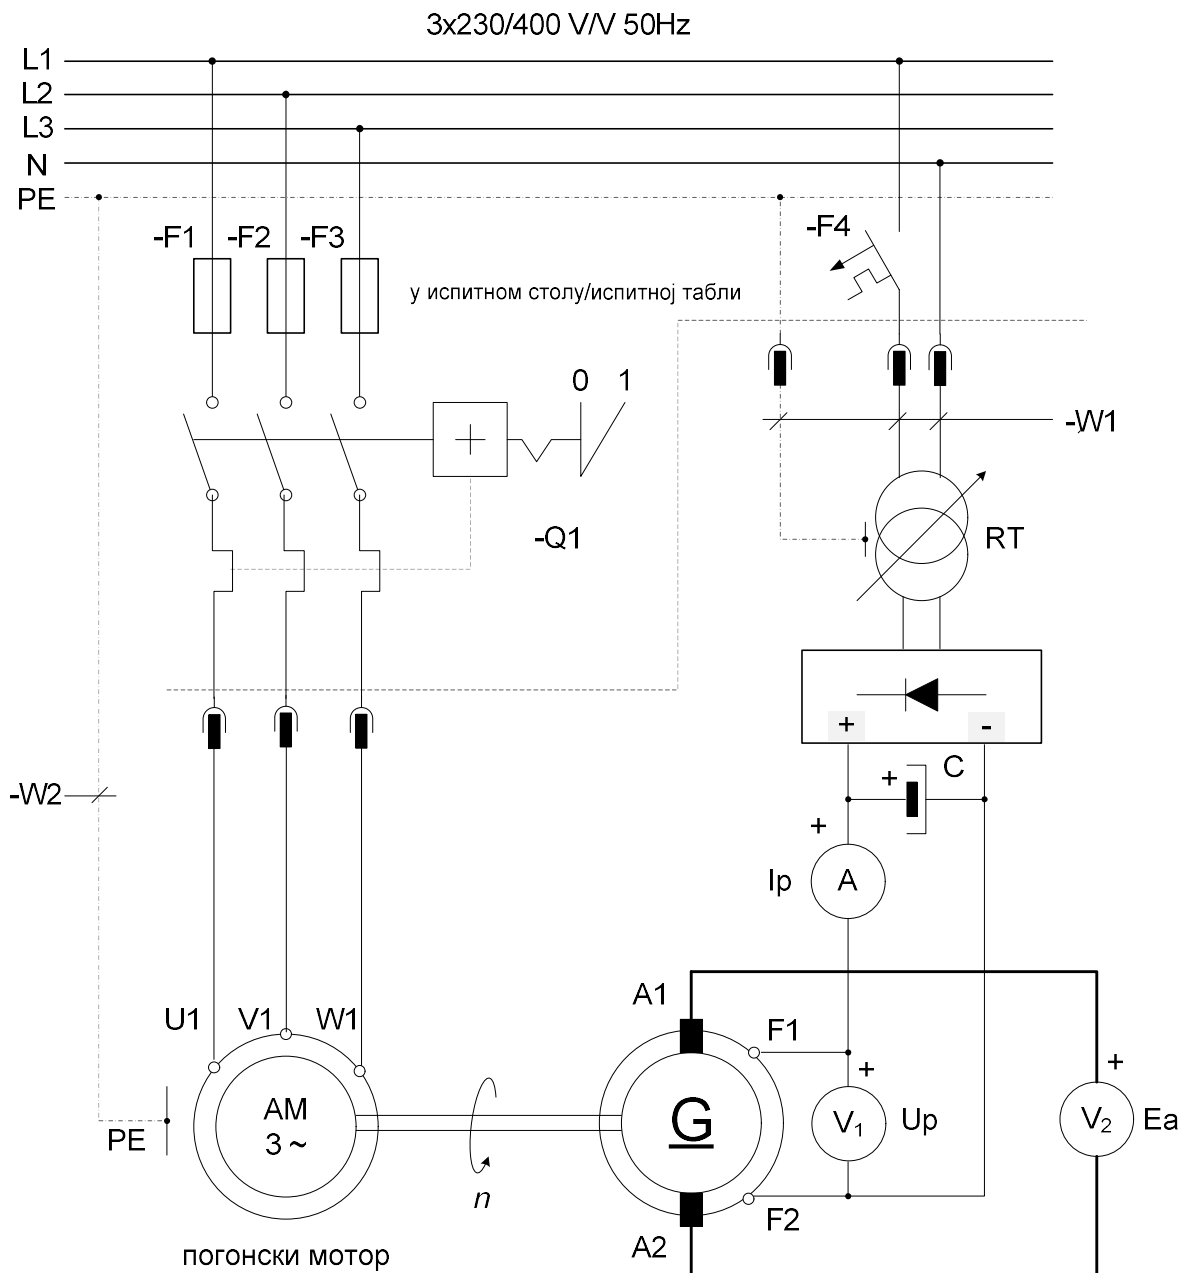 3x230/400 V/V 50Hz
L1
L2
L3
N
PE
-F1
-F2
-F3
-F4
у испитном столу/испитној табли
0
1
-W1
-Q1
RT
+
-
+
C
-W2
+
Ip
A
A1
U1
V1
W1
F1
+
+
AM
3 ~
G
V1
Up
V2
Ea
PE
n
F2
A2
погонски мотор